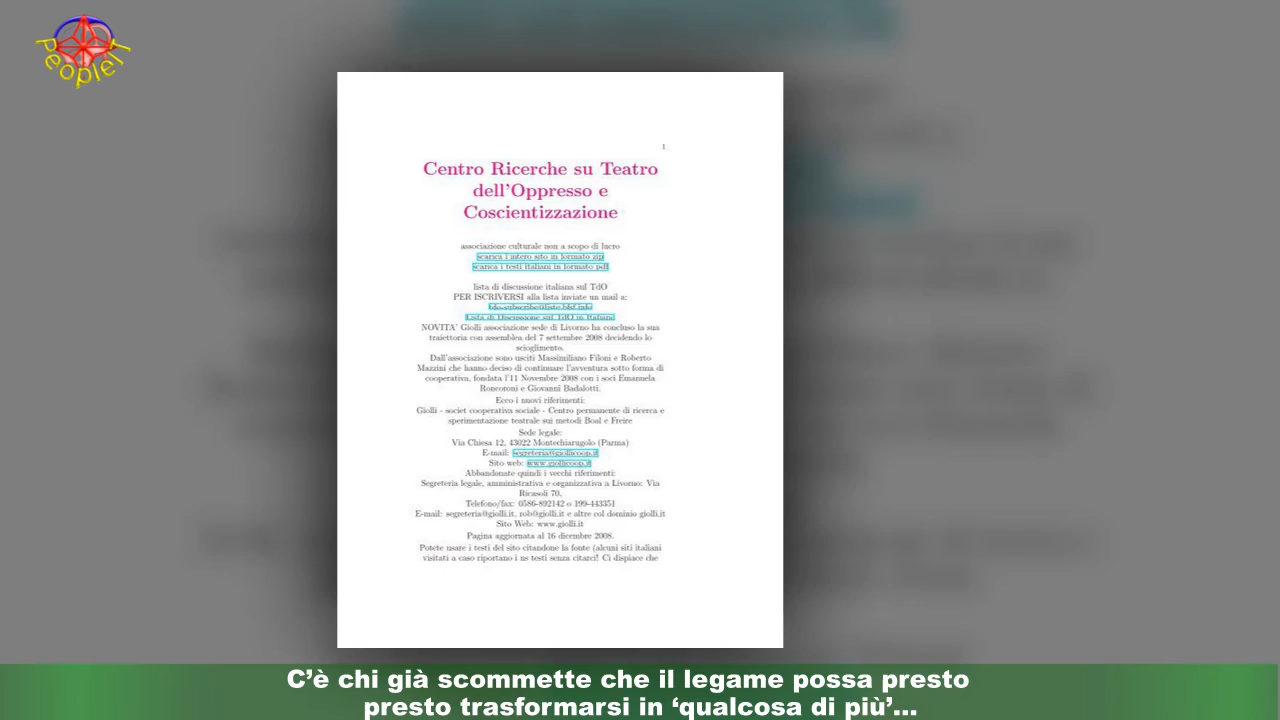 PeopleIT
1
Centro Ricerche su Teatro
dell'Oppresso e
Coscientizzazione
associazione culturale non a scopo di lucro
scarica l'intero sito in formato zip
scarica i testi italiani in formato pdf
lista di discussione italiana sul TdO
PER ISCRIVERSI alla lista inviate un mail a:
tdo-subscribe@liste.bbf.info
Lista di Discussione sul TdO in Italiano
NOVITA' Giolli associazione sede di Livorno ha concluso la sua
traiettoria con assemblea del 7 settembre 2008 decidendo lo
scioglimento.
Dall'associazione sono usciti Massimiliano Filoni e Roberto
Mazzini che hanno deciso di continuare l'avventura sotto forma di
cooperativa, fondata l'11 Novembre 2008 con i soci Emanuela
Roncoroni e Giovanni Badalotti.
Ecco i nuovi riferimenti:
Giolli - societ cooperativa sociale - Centro permanente di ricerca e
sperimentazione teatrale sui metodi Boal e Freire
Sede legale:
Via Chiesa 12, 43022 Montechiarugolo (Parma)
E-mail: segreteria@giollicoop.it
Sito web: www.giollicoop.it
Abbandonate quindi i vecchi riferimenti:
Segreteria legale, amministrativa e organizzativa a Livorno: Via
Ricasoli 70,
Telefono/fax: 0586-892142 o 199-443351
E-mail: segreteria@giolli.it, rob@giolli.it e altre col dominio giolli.it
Sito Web: www.giolli.it
Pagina aggiornata al 16 dicembre 2008.
Potete usare i testi del sito citandone la fonte (alcuni siti italiani
visitati a caso riportano i ns testi senza citarci! Ci dispiace che
C'è chi già scommette che il legame possa presto
presto trasformarsi in ‘qualcosa di più’...